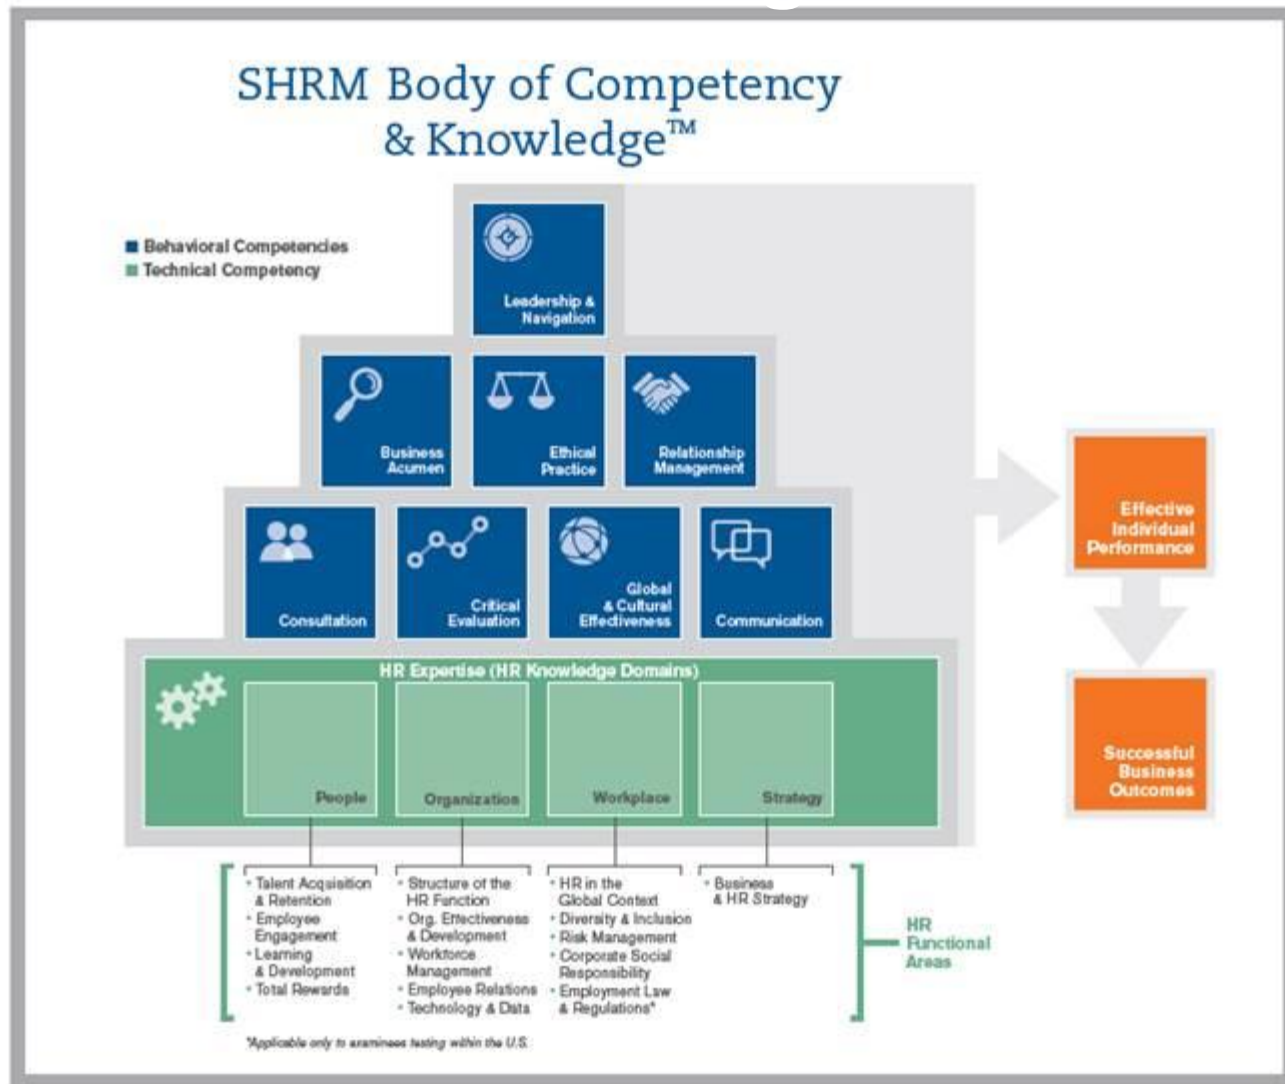 SHRM Body of Competency
& Knowledge™
Behavioral Competencies
Technical Competency
Leadership &
Navigation
Business
Acumen
Ethical
Practice
Relationship
Management
Consultation
Critical
Evaluation
Global
& Cultural
Effectiveness
Communication
HR Expertise (HR Knowledge Domains)
People
Organization
Workplace
Strategy
• Talent Acquisition
& Retention
• Employee
Engagement
• Learning
& Development
• Total Rewards
• Structure of the
HR Function
• Org. Effectiveness
& Development
• Workforce
Management
• Employee Relations
• Technology & Data
• HR in the
Global Context
• Diversity & Inclusion
• Risk Management
• Corporate Social
Responsibility
• Employment Law
& Regulations*
• Business
& HR Strategy
HR
Functional
Areas
*Applicable only to examinees testing within the U.S.
Effective
Individual
Performance
Successful
Business
Outcomes